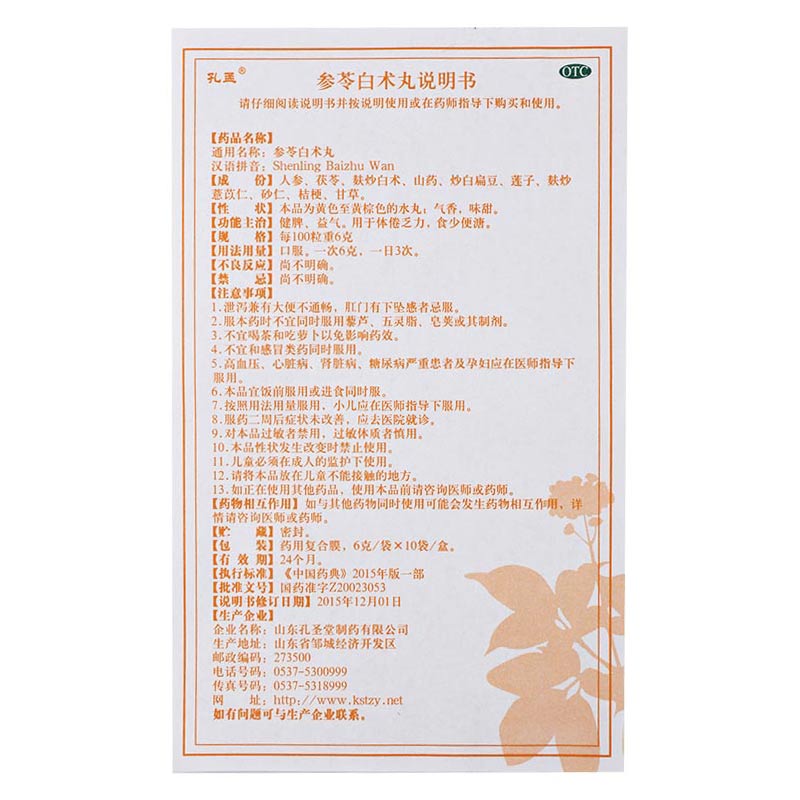 孔圣®
OTC
参苓白术丸说明书
请仔细阅读说明书并按说明使用或在药师指导下购买和使用。
【药品名称】
通用名称：参苓白术丸
汉语拼音：Shenling Baizhu Wan
【成　份】人参、茯苓、麸炒白术、山药、炒白扁豆、莲子、麸炒
薏苡仁、砂仁、桔梗、甘草。
【性　状】本品为黄色至黄棕色的水丸；气香，味甜。
【功能主治】健脾、益气。用于体倦乏力，食少便溏。
【规　格】每100粒重6克
【用法用量】口服。一次6克，一日3次。
【不良反应】尚不明确。
【禁　忌】尚不明确。
【注意事项】
1.泄泻兼有大便不通畅，肛门有下坠感者忌服。
2.服本药时不宜同时服用藜芦、五灵脂、皂荚或其制剂。
3.不宜喝茶和吃萝卜以免影响药效。
4.不宜和感冒类药同时服用。
5.高血压、心脏病、肾脏病、糖尿病严重患者及孕妇应在医师指导下
服用。
6.本品宜饭前服用或进食同时服。
7.按照用法用量服用，小儿应在医师指导下服用。
8.服药二周后症状未改善，应去医院就诊。
9.对本品过敏者禁用，过敏体质者慎用。
10.本品性状发生改变时禁止使用。
11.儿童必须在成人的监护下使用。
12.请将本品放在儿童不能接触的地方。
13.如正在使用其他药品，使用本品前请咨询医师或药师。
【药物相互作用】如与其他药物同时使用可能会发生药物相互作用，详
情请咨询医师或药师。
【贮　藏】密封。
【包　装】药用复合膜，6克/袋×10袋/盒。
【有 效 期】24个月。
【执行标准】《中国药典》2015年版一部
【批准文号】国药准字Z20023053
【说明书修订日期】2015年12月01日
【生产企业】
企业名称：山东孔圣堂制药有限公司
生产地址：山东省邹城经济开发区
邮政编码：273500
电话号码：0537-5300999
传真号码：0537-5318999
网　　址：http://www.kstzy.net
如有问题可与生产企业联系。